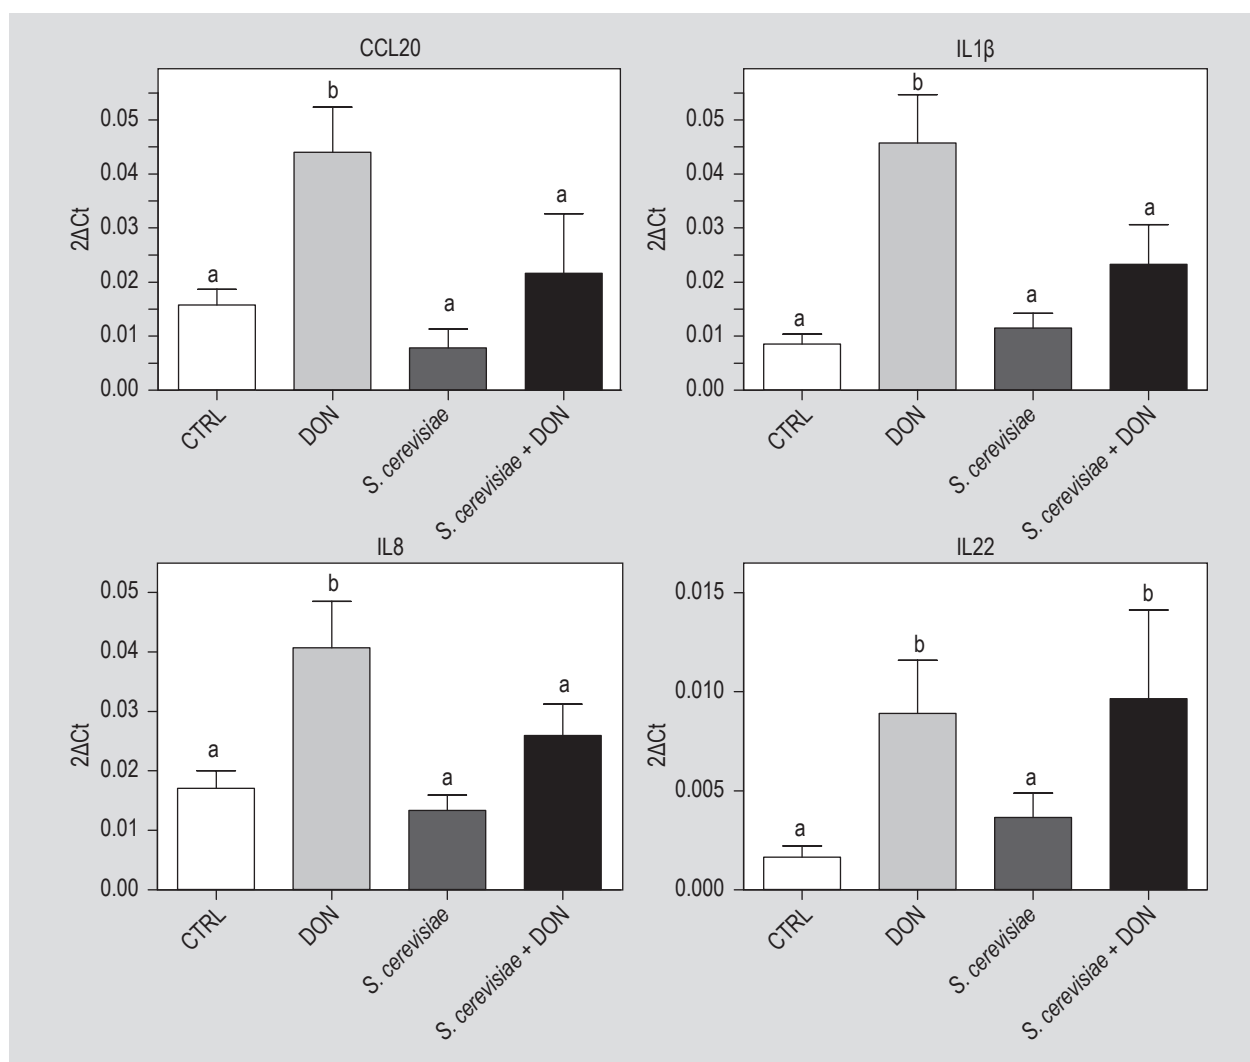 CCL20
2ΔCt
0.05
0.04
0.03
0.02
0.01
0.00
a
b
a
a
CTRL
DON
S. cerevisiae
S. cerevisiae + DON
IL1β
2ΔCt
0.05
0.04
0.03
0.02
0.01
0.00
a
b
a
a
CTRL
DON
S. cerevisiae
S. cerevisiae + DON
IL8
2ΔCt
0.05
0.04
0.03
0.02
0.01
0.00
a
b
a
a
CTRL
DON
S. cerevisiae
S. cerevisiae + DON
IL22
2ΔCt
0.015
0.010
0.005
0.000
a
b
a
b
CTRL
DON
S. cerevisiae
S. cerevisiae + DON